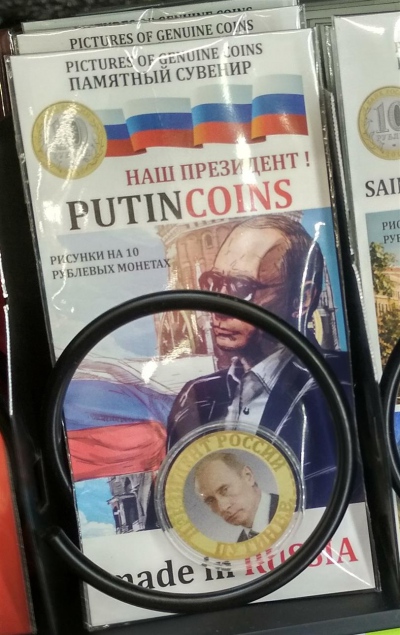 PICTURES OF GENUINE COINS
PICTURES OF GENUINE COINS
ПАМЯТНЫЙ СУВЕНИР
НАШ ПРЕЗИДЕНТ !
PUTINCOINS
РИСУНКИ НА 10
РУБЛЕВЫХ МОНЕТАХ
ПРЕЗИДЕНТ РОССИИ
made in RUSSIA
10
SAI